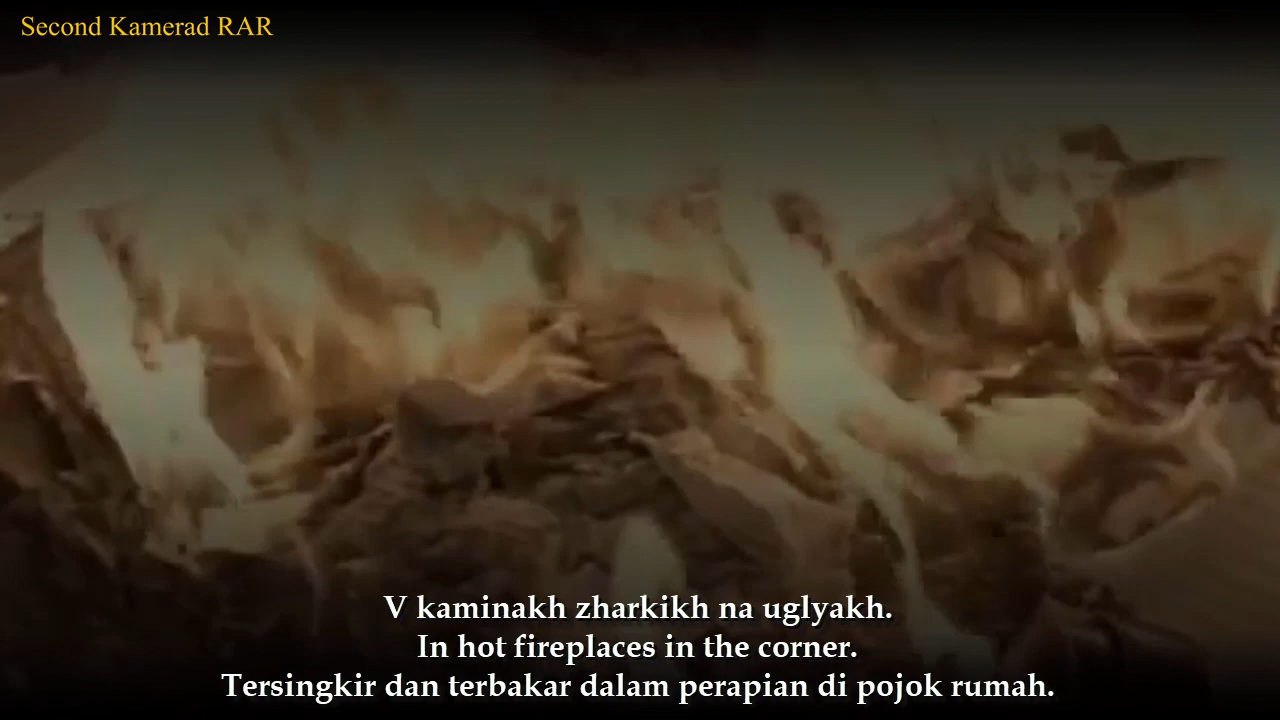 Second Kamerad RAR
V kaminakh zharkikh na uglyakh.
In hot fireplaces in the corner.
Tersingkir dan terbakar dalam perapian di pojok rumah.